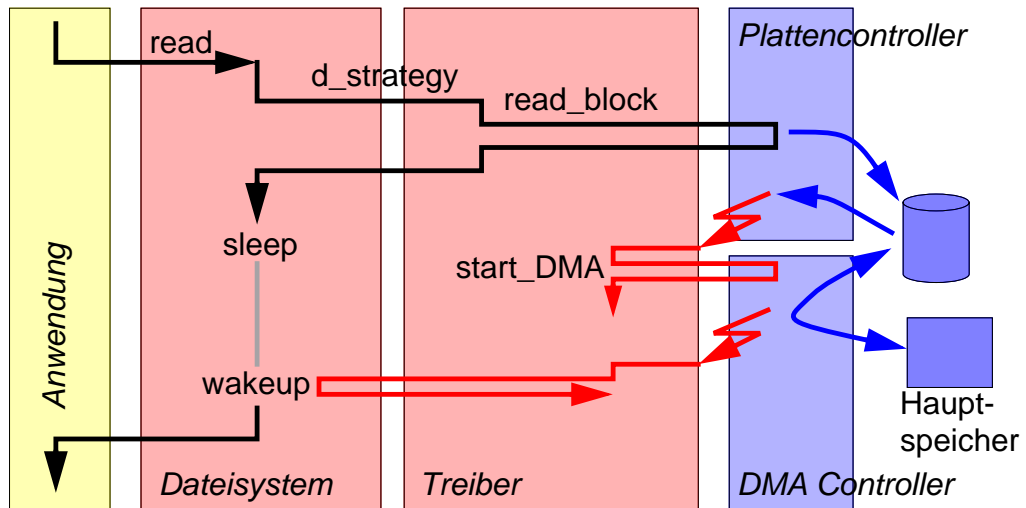 Plattencontroller
read
d_strategy
read_block
sleep
start_DMA
Anwendung
wakeup
Haupt-
speicher
Dateisystem
Treiber
DMA Controller